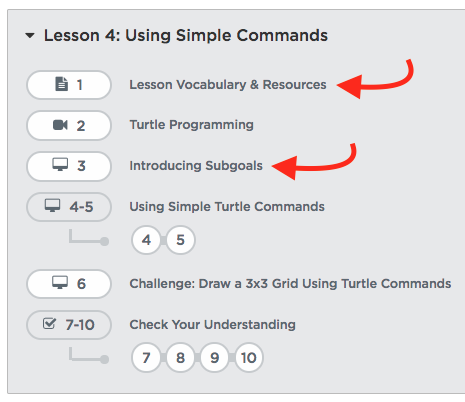 Lesson 4: Using Simple Commands
1 Lesson Vocabulary & Resources
2 Turtle Programming
3 Introducing Subgoals
4-5 Using Simple Turtle Commands
4 5
6 Challenge: Draw a 3x3 Grid Using Turtle Commands
7-10 Check Your Understanding
7 8 9 10